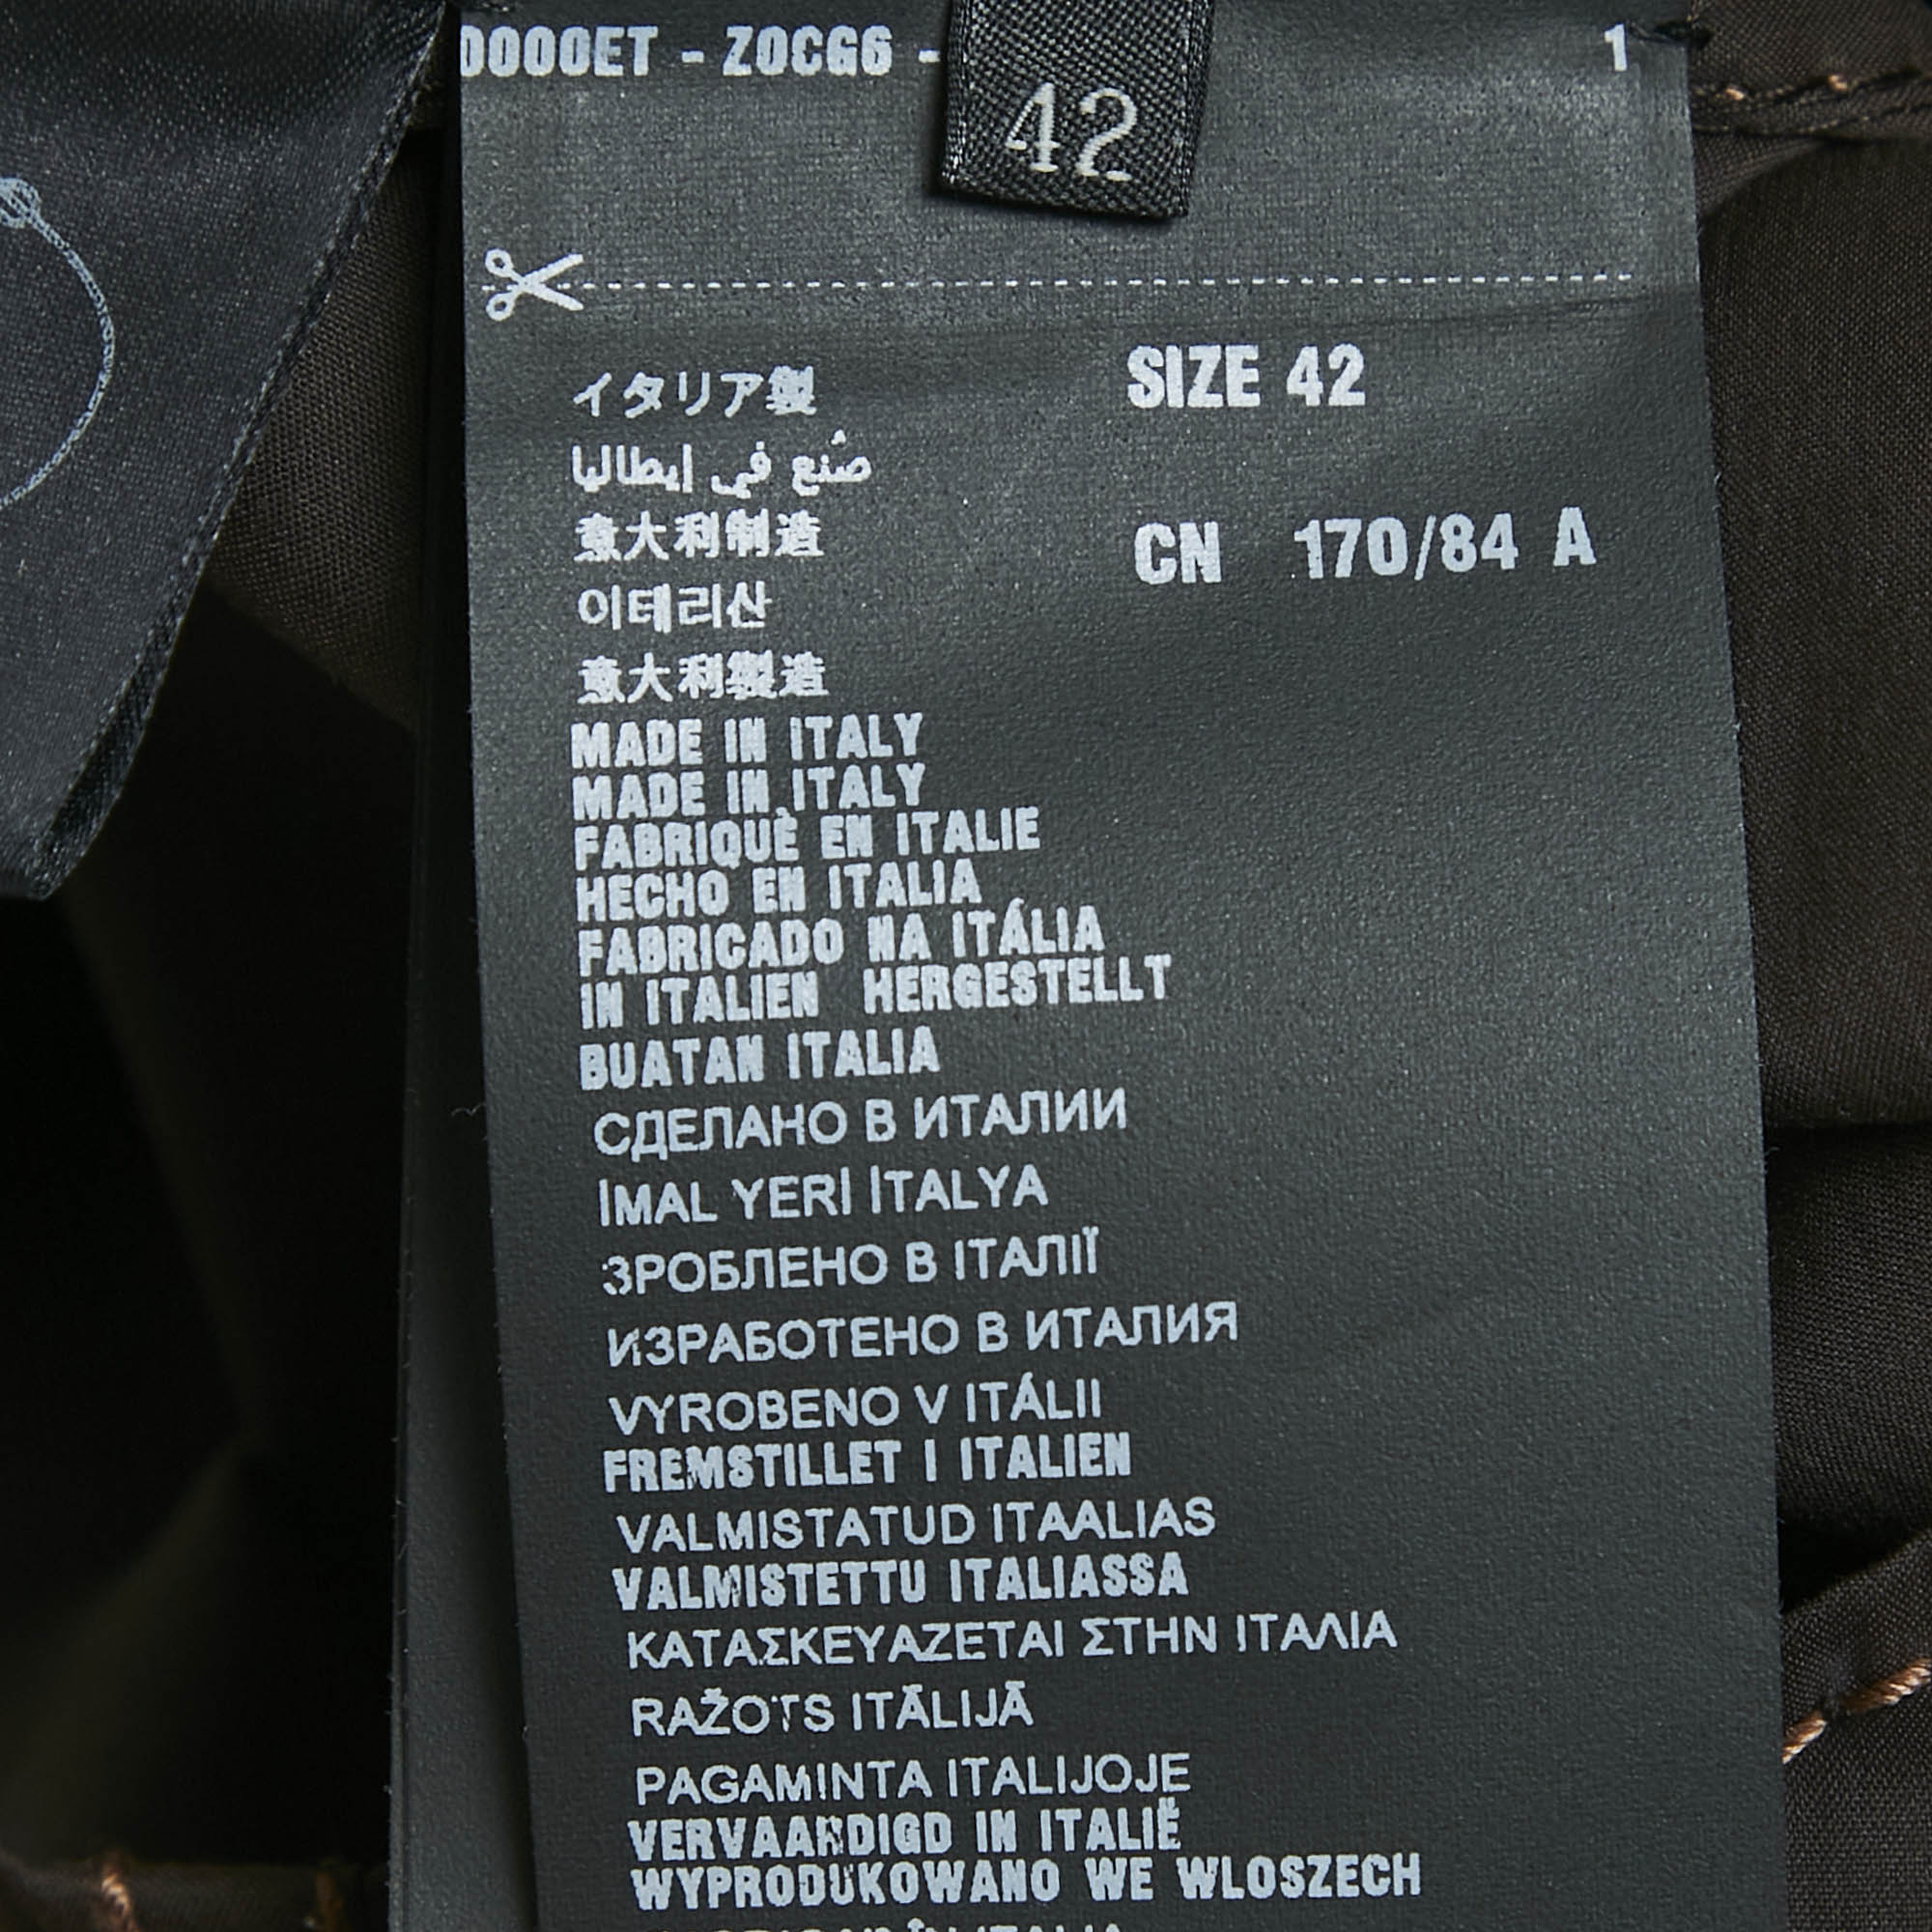 0000ET - Z0CG6 -
1
42
SIZE 42
CN 170/84 A
イタリア製
صُنع في إيطاليا
意大利制造
이테리산
意大利製造
MADE IN ITALY
MADE IN ITALY
FABRIQUÈ EN ITALIE
HECHO EN ITALIA
FABRICADO NA ITÁLIA
IN ITALIEN HERGESTELLT
BUATAN ITALIA
СДЕЛАНО В ИТАЛИИ
İMAL YERİ İTALYA
ЗРОБЛЕНО В ІТАЛІЇ
ИЗРАБОТЕНО В ИТАЛИЯ
VYROBENO V ITÁLII
FREMSTILLET I ITALIEN
VALMISTATUD ITAALIAS
VALMISTETTU ITALIASSA
ΚΑΤΑΣΚΕΥΑΖΕΤΑΙ ΣΤΗΝ ΙΤΑΛΙΑ
RAŽOTS ITĀLIJĀ
PAGAMINTA ITALIJOJE
VERVAARDIGD IN ITALIË
WYPRODUKOWANO WE WLOSZECH